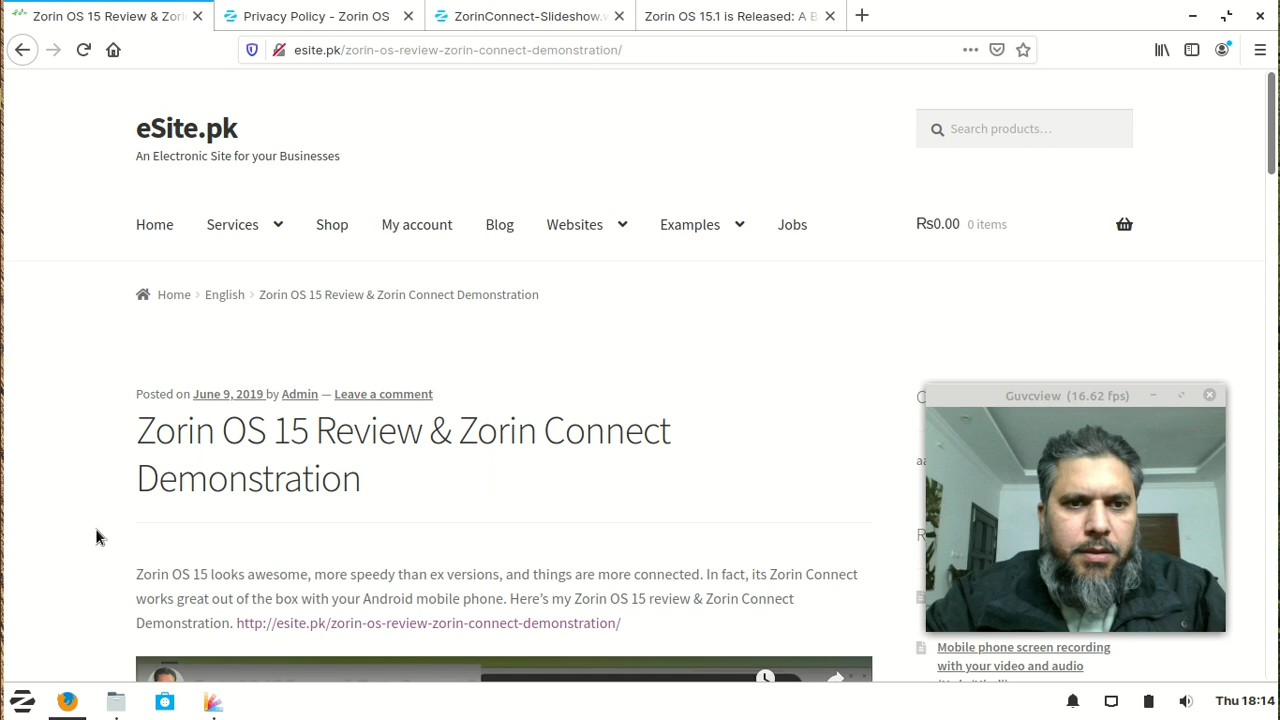 Zorin OS 15 Review & Zori
Privacy Policy - Zorin OS
ZorinConnect-Slideshow.w
Zorin OS 15.1 is Released: A B
esite.pk/zorin-os-review-zorin-connect-demonstration/
eSite.pk
An Electronic Site for your Businesses
Search products…
Home Services Shop My account Blog Websites Examples Jobs
₨0.00 0 items
Home > English > Zorin OS 15 Review & Zorin Connect Demonstration
Posted on June 9, 2019 by Admin — Leave a comment
Zorin OS 15 Review & Zorin Connect
Demonstration
Zorin OS 15 looks awesome, more speedy than ex versions, and things are more connected. In fact, its Zorin Connect
works great out of the box with your Android mobile phone. Here’s my Zorin OS 15 review & Zorin Connect
Demonstration. http://esite.pk/zorin-os-review-zorin-connect-demonstration/
Guvcview (16.62 fps)
Mobile phone screen recording
with your video and audio
Thu 18:14